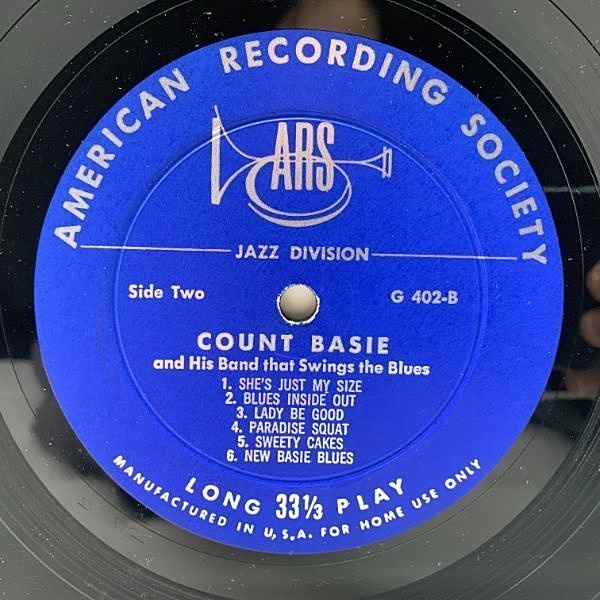 AMERICAN RECORDING SOCIETY
ARS
JAZZ DIVISION
Side Two
G 402-B
COUNT BASIE
and His Band that Swings the Blues
1. SHE'S JUST MY SIZE
2. BLUES INSIDE OUT
3. LADY BE GOOD
4. PARADISE SQUAT
5. SWEETY CAKES
6. NEW BASIE BLUES
LONG 33⅓ PLAY
MANUFACTURED IN U.S.A. FOR HOME USE ONLY